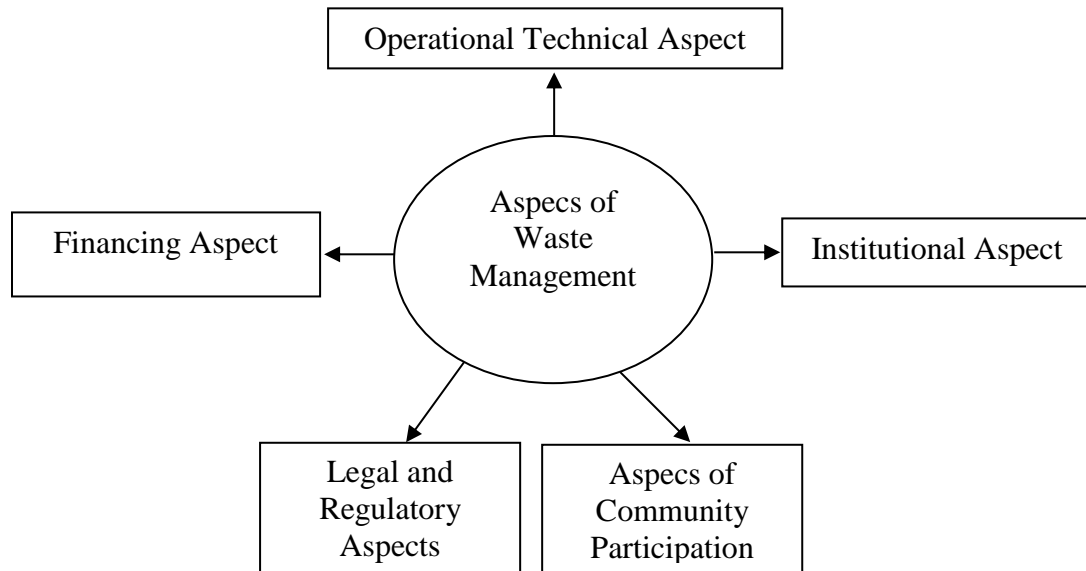 Operational Technical Aspect
Aspecs of
Waste
Management
Financing Aspect
Institutional Aspect
Legal and
Regulatory
Aspects
Aspecs of
Community
Participation